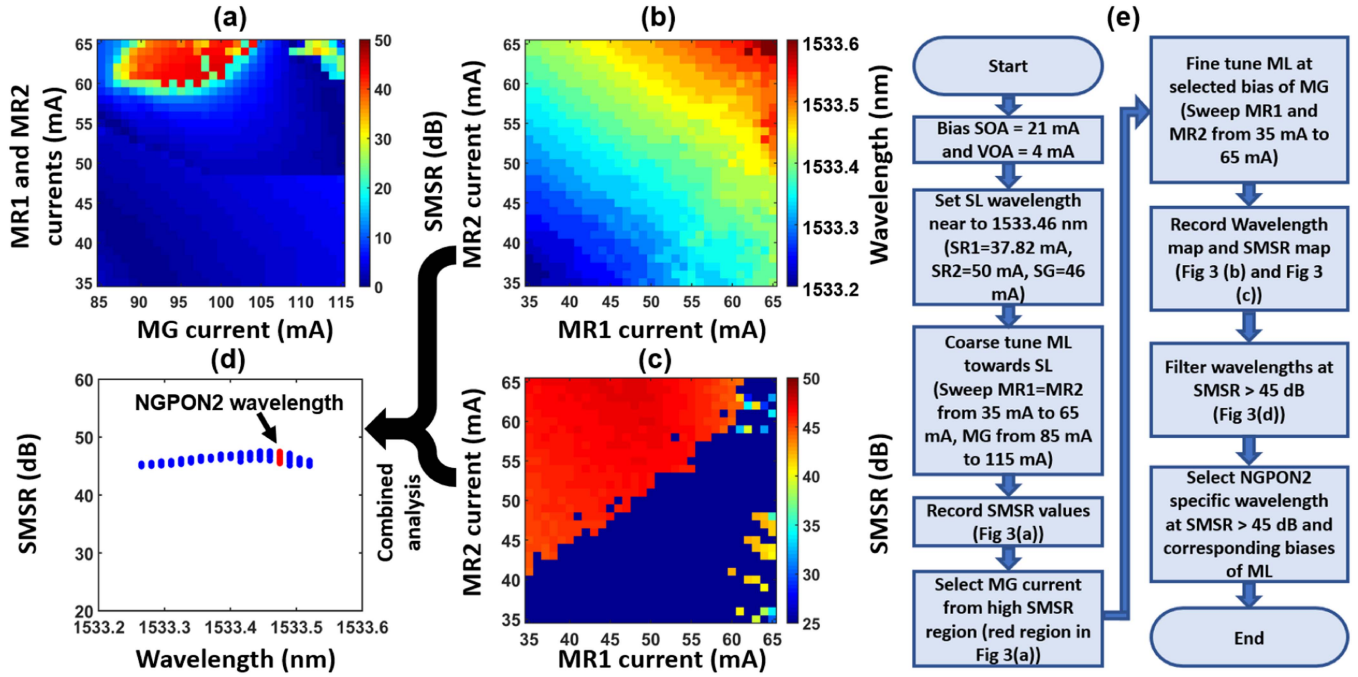 (a)
MR1 and MR2
currents (mA)
65
60
55
50
45
40
35
85
90
95
100
105
110
115
MG current (mA)
50
40
30
20
10
0
SMSR (dB)
(b)
MR2 current (mA)
65
60
55
50
45
40
35
35
40
45
50
55
60
65
MR1 current (mA)
1533.6
1533.5
1533.4
1533.3
1533.2
Wavelength (nm)
(d)
SMSR (dB)
60
50
40
30
20
1533.2
1533.3
1533.4
1533.5
1533.6
Wavelength (nm)
NGPON2 wavelength
Combined
analysis
(c)
MR2 current (mA)
65
60
55
50
45
40
35
35
40
45
50
55
60
65
MR1 current (mA)
50
45
40
35
30
25
SMSR (dB)
(e)
Start
Bias SOA = 21 mA
and VOA = 4 mA
Set SL wavelength
near to 1533.46 nm
(SR1=37.82 mA,
SR2=50 mA, SG=46
mA)
Coarse tune ML
towards SL
(Sweep MR1=MR2
from 35 mA to 65
mA, MG from 85 mA
to 115 mA)
Record SMSR values
(Fig 3(a))
Select MG current
from high SMSR
region (red region in
Fig 3(a))
Fine tune ML at
selected bias of MG
(Sweep MR1 and
MR2 from 35 mA to
65 mA)
Record Wavelength
map and SMSR map
(Fig 3 (b) and Fig 3
(c))
Filter wavelengths at
SMSR > 45 dB
(Fig 3(d))
Select NGPON2
specific wavelength
at SMSR > 45 dB and
corresponding biases
of ML
End